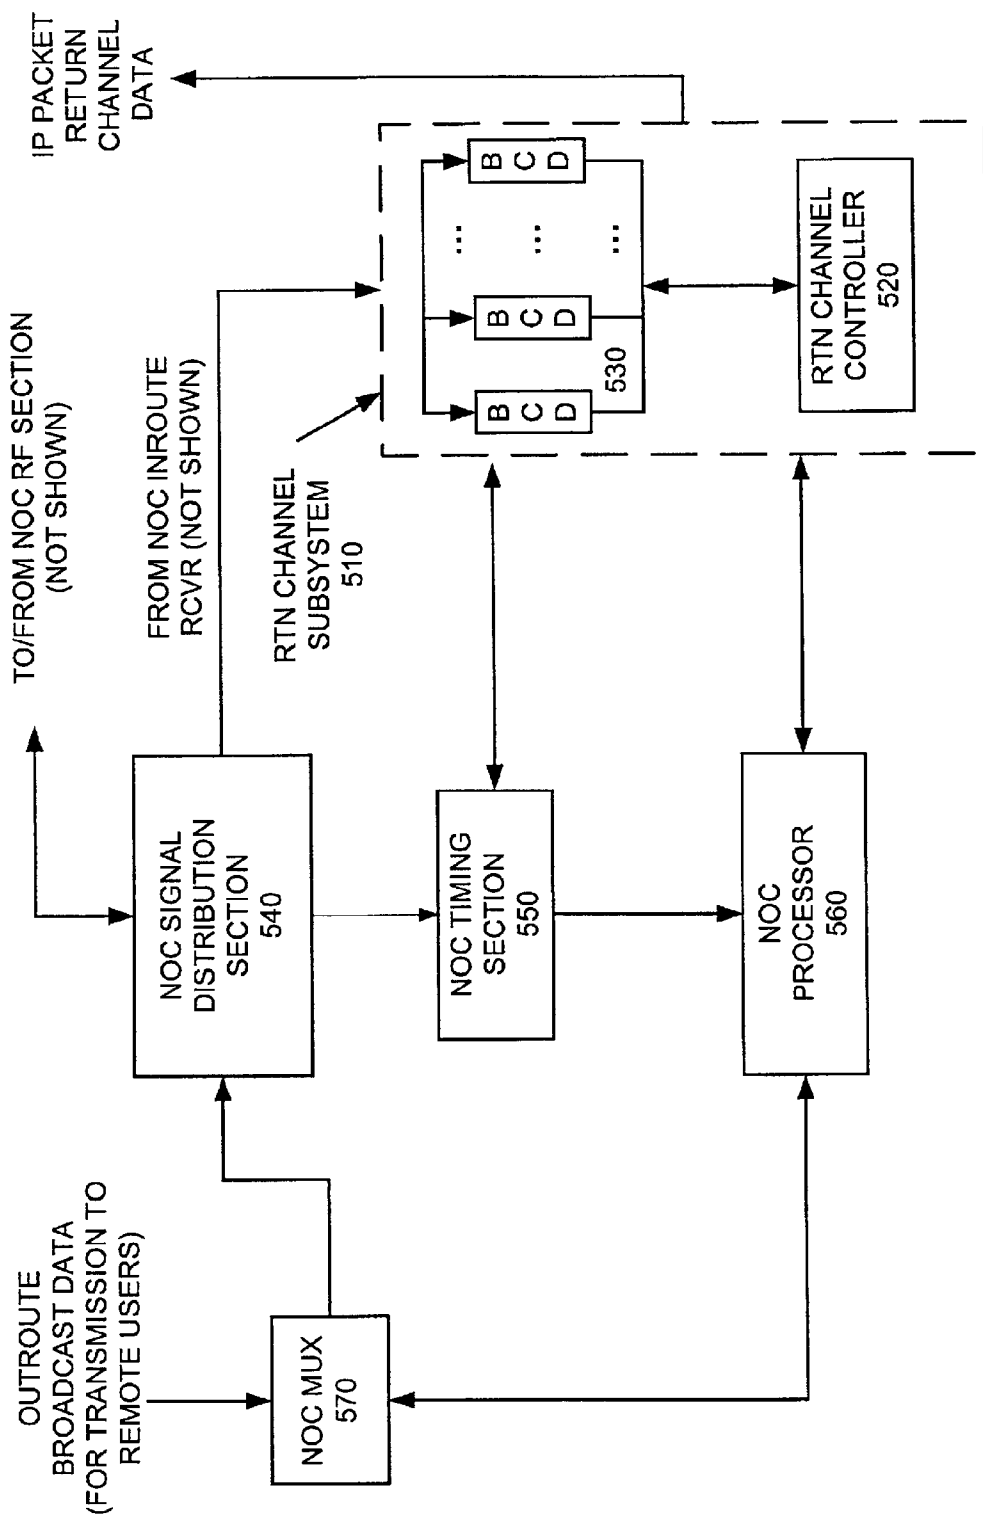 OUTROUTE
BROADCAST DATA
(FOR TRANSMISSION TO
REMOTE USERS)
TO/FROM NOC RF SECTION
(NOT SHOWN)
IP PACKET
RETURN
CHANNEL
DATA
FROM NOC INROUTE
RCVR (NOT SHOWN)
NOC MUX
570
NOC SIGNAL
DISTRIBUTION
SECTION
540
RTN CHANNEL
SUBSYSTEM
510
B
C
D
B
C
D
...
...
...
B
C
D
530
NOC TIMING
SECTION
550
NOC
PROCESSOR
560
RTN CHANNEL
CONTROLLER
520